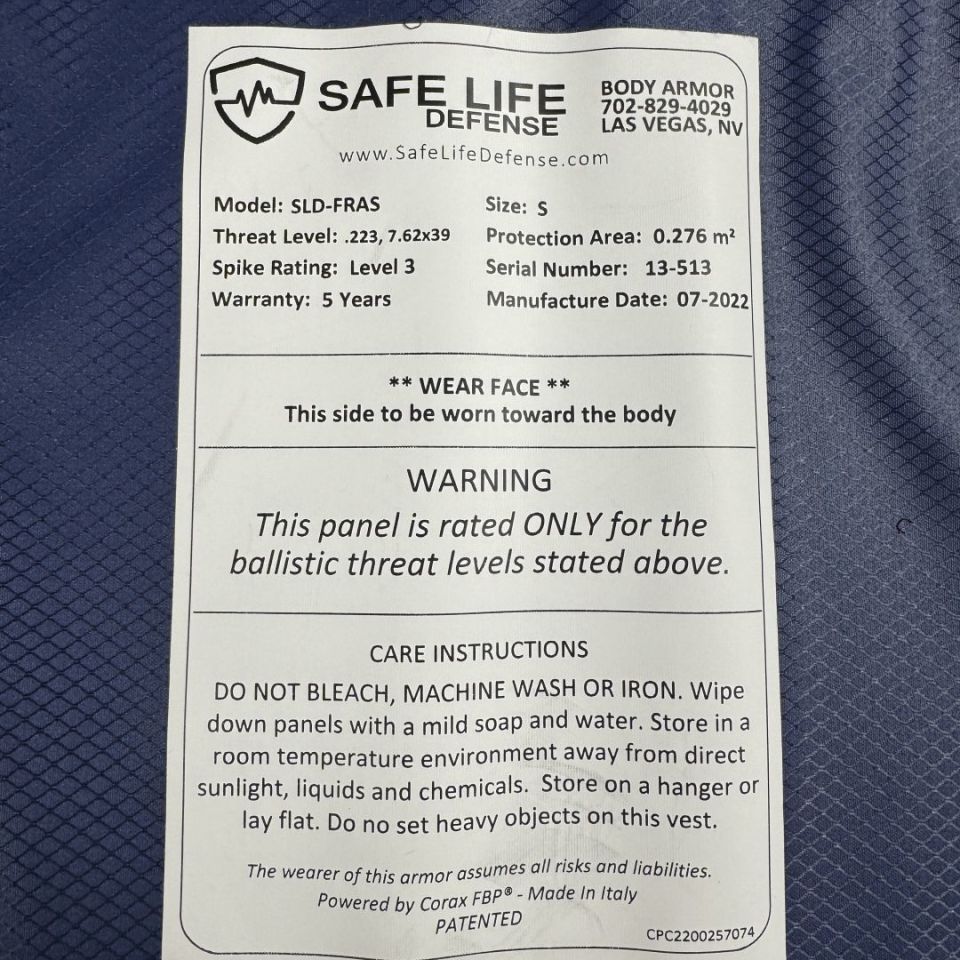 SAFE LIFE
DEFENSE
BODY ARMOR
702-829-4029
LAS VEGAS, NV
www.SafeLifeDefense.com
Model: SLD-FRAS
Size: S
Threat Level: .223, 7.62x39
Protection Area: 0.276 m²
Spike Rating: Level 3
Serial Number: 13-513
Warranty: 5 Years
Manufacture Date: 07-2022
** WEAR FACE **
This side to be worn toward the body
WARNING
This panel is rated ONLY for the
ballistic threat levels stated above.
CARE INSTRUCTIONS
DO NOT BLEACH, MACHINE WASH OR IRON. Wipe
down panels with a mild soap and water. Store in a
room temperature environment away from direct
sunlight, liquids and chemicals. Store on a hanger or
lay flat. Do no set heavy objects on this vest.
The wearer of this armor assumes all risks and liabilities.
Powered by Corax FBP® - Made In Italy
PATENTED
CPC2200257074